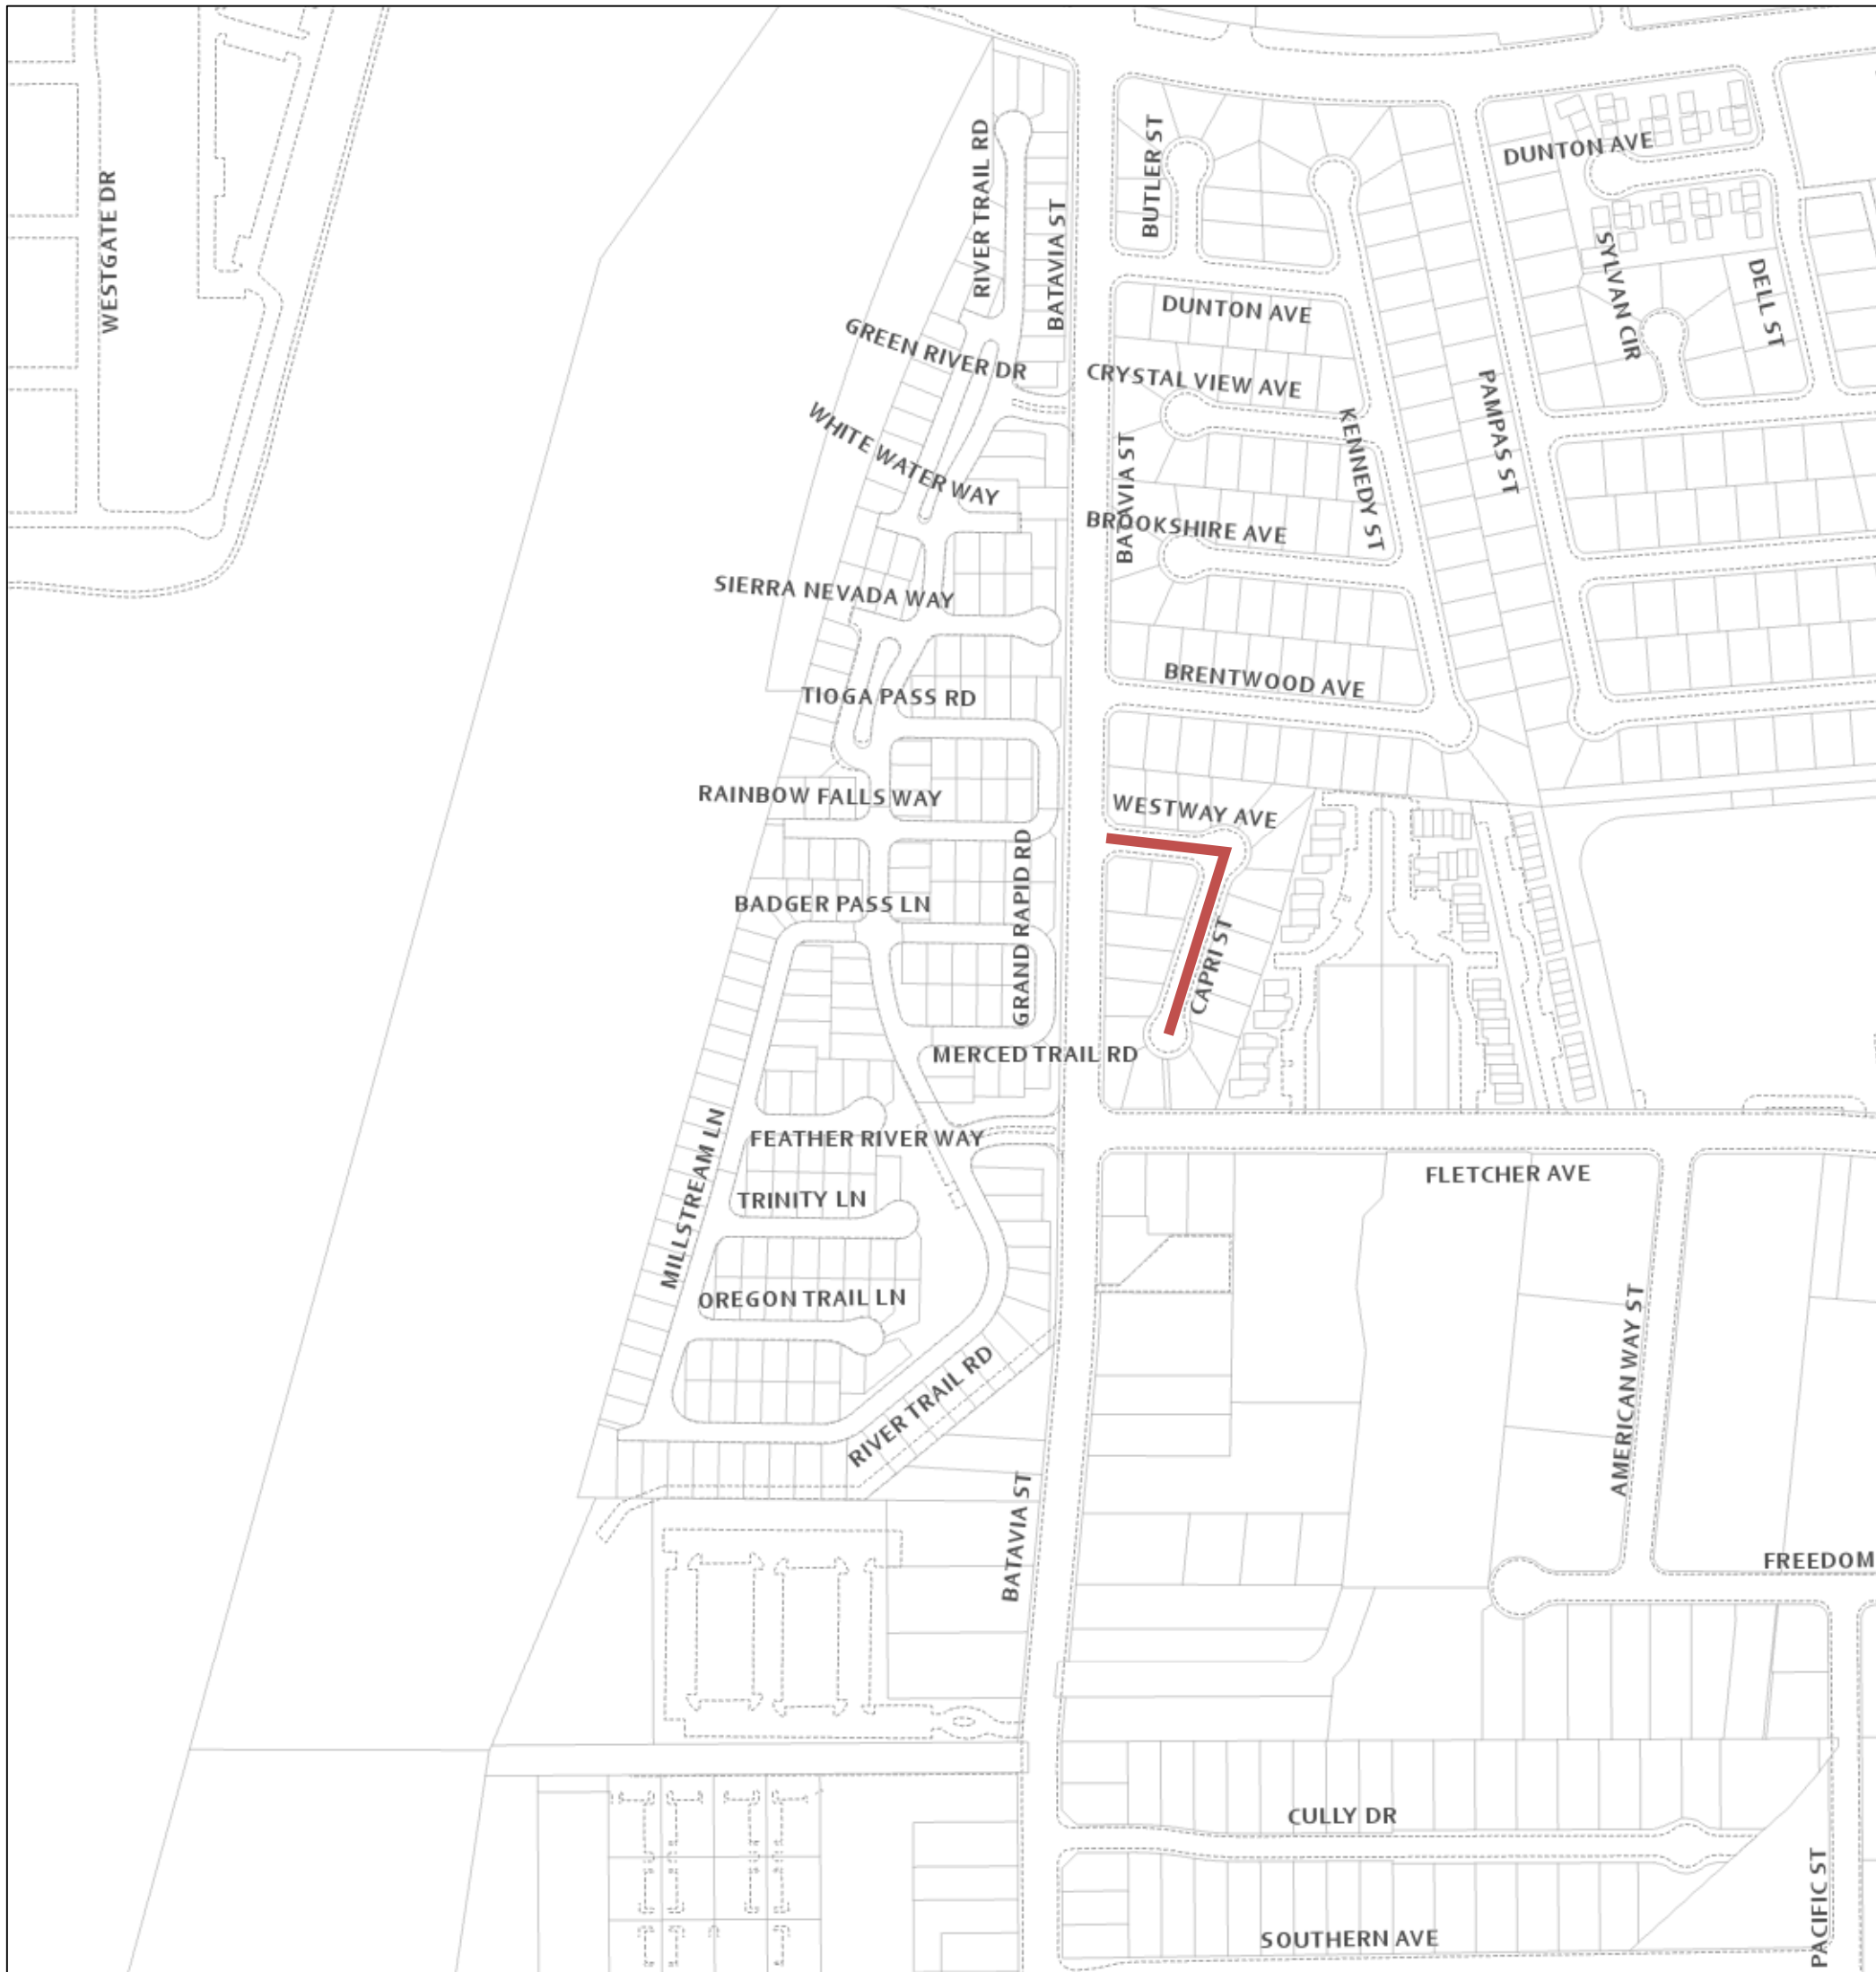 BUTLER ST
RIVER TRAIL RD
DUNTON AVE
WESTGATE DR
BATAVIA ST
SYLVAN CIR
DELL ST
DUNTON AVE
GREEN RIVER DR
CRYSTAL VIEW AVE
PAMPAS ST
KENNEDY ST
WHITE WATER WAY
BATAVIA ST
BROOKSHIRE AVE
SIERRA NEVADA WAY
BRENTWOOD AVE
TIOGA PASS RD
RAINBOW FALLS WAY
WESTWAY AVE
BADGER PASS LN
GRAND RAPID RD
CAPRI ST
MERCED TRAIL RD
FEATHER RIVER WAY
FLETCHER AVE
TRINITY LN
MILLSTREAM LN
OREGON TRAIL LN
AMERICAN WAY ST
RIVER TRAIL RD
BATAVIA ST
FREEDOM
CULLY DR
PACIFIC ST
SOUTHERN AVE